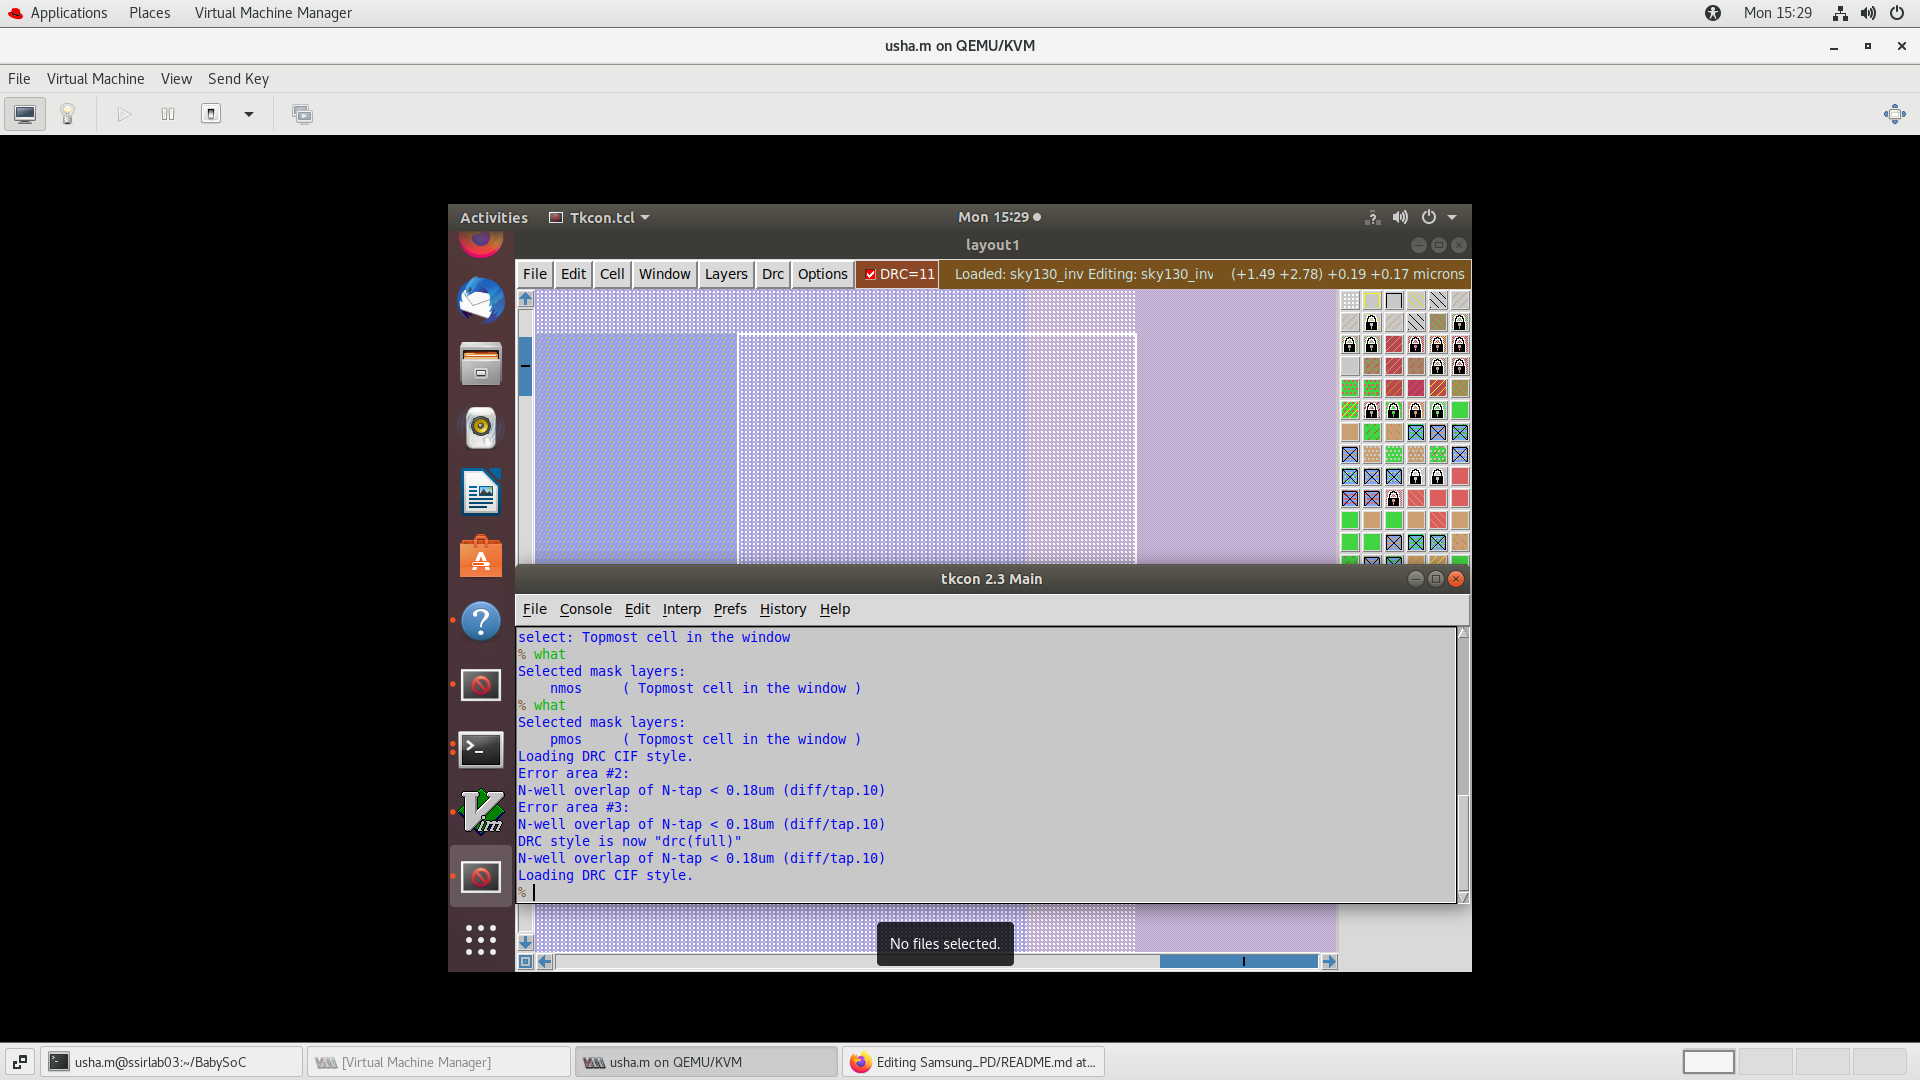 Applications Places Virtual Machine Manager Mon 15:29
usha.m on QEMU/KVM
File Virtual Machine View Send Key
Activities Tkcon.tcl Mon 15:29
layout1
File Edit Cell Window Layers Drc Options DRC=11 Loaded: sky130_inv Editing: sky130_inv (+1.49 +2.78) +0.19 +0.17 microns
tkcon 2.3 Main
File Console Edit Interp Prefs History Help
select: Topmost cell in the window
% what
Selected mask layers:
nmos ( Topmost cell in the window )
% what
Selected mask layers:
pmos ( Topmost cell in the window )
Loading DRC CIF style.
Error area #2:
N-well overlap of N-tap < 0.18um (diff/tap.10)
Error area #3:
N-well overlap of N-tap < 0.18um (diff/tap.10)
DRC style is now "drc(full)"
N-well overlap of N-tap < 0.18um (diff/tap.10)
Loading DRC CIF style.
%
No files selected.
usha.m@ssirlab03:~/BabySoC [Virtual Machine Manager] usha.m on QEMU/KVM Editing Samsung_PD/README.md at...